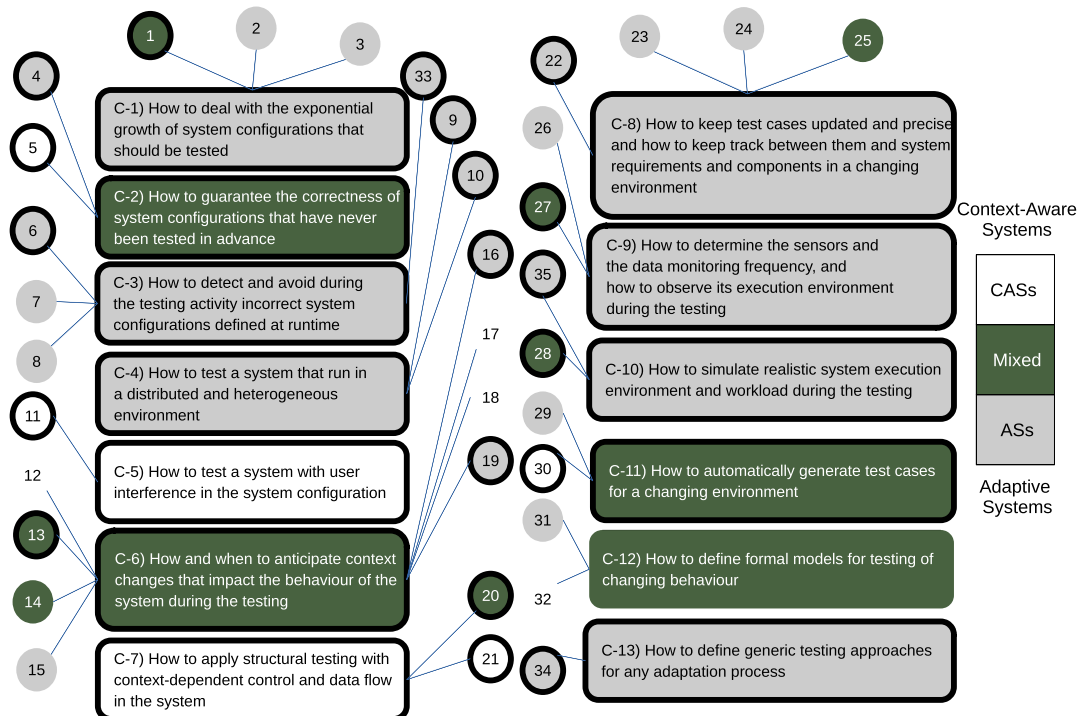 1
2
3
4
33
5
9
C-1) How to deal with the exponential
growth of system configurations that
should be tested
10
C-2) How to guarantee the correctness of
system configurations that have never
been tested in advance
6
16
C-3) How to detect and avoid during
the testing activity incorrect system
configurations defined at runtime
7
17
8
C-4) How to test a system that run in
a distributed and heterogeneous
environment
18
11
C-5) How to test a system with user
interference in the system configuration
19
12
13
C-6) How and when to anticipate context
changes that impact the behaviour of the
system during the testing
14
20
15
C-7) How to apply structural testing with
context-dependent control and data flow
in the system
21
22
23
24
25
26
C-8) How to keep test cases updated and precise
and how to keep track between them and system
requirements and components in a changing
environment
27
C-9) How to determine the sensors and
the data monitoring frequency, and
how to observe its execution environment
during the testing
35
28
C-10) How to simulate realistic system execution
environment and workload during the testing
29
30
C-11) How to automatically generate test cases
for a changing environment
31
C-12) How to define formal models for testing of
changing behaviour
32
34
C-13) How to define generic testing approaches
for any adaptation process
Context-Aware
Systems
CASs
Mixed
ASs
Adaptive
Systems